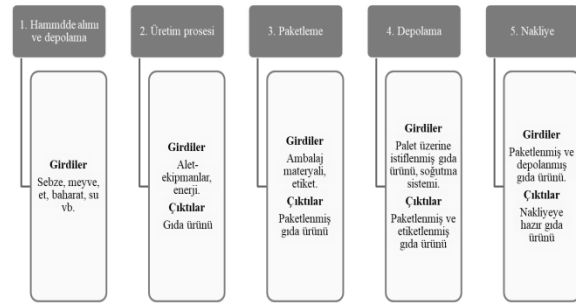 1. Hammdde alımı
ve depolama
Girdiler
Sebze, meyve,
et, baharat, su
vb.
2. Üretim prosesi
Girdiler
Alet-
ekipmanlar,
enerji.
Çıktılar
Gıda ürünü
3. Paketleme
Girdiler
Ambalaj
materyali,
etiket.
Çıktılar
Paketlenmiş
gıda ürünü
4. Depolama
Girdiler
Palet üzerine
istiflenmiş gıda
ürünü, soğutma
sistemi.
Çıktılar
Paketlenmiş ve
etiketlenmiş
gıda ürünü
5. Nakliye
Girdiler
Paketlenmiş ve
depolanmış
gıda ürünü.
Çıktılar
Nakliyeye
hazır gıda
ürünü